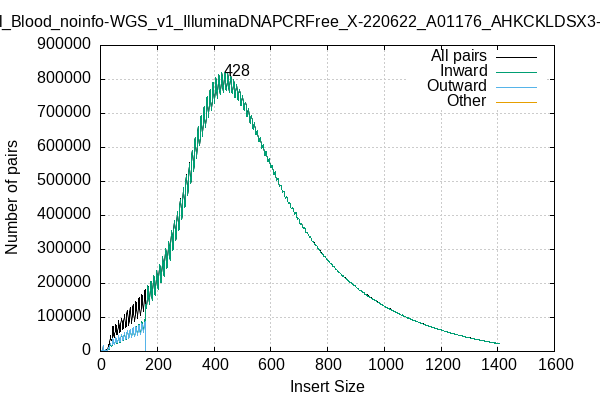 l_Blood_noinfo-WGS_v1_IlluminaDNAPCRFree_X-220622_A01176_AHKCKLDSX3-
900000
800000
700000
600000
500000
400000
300000
200000
100000
0
Number of pairs
428
All pairs
Inward
Outward
Other
0 200 400 600 800 1000 1200 1400 1600
Insert Size